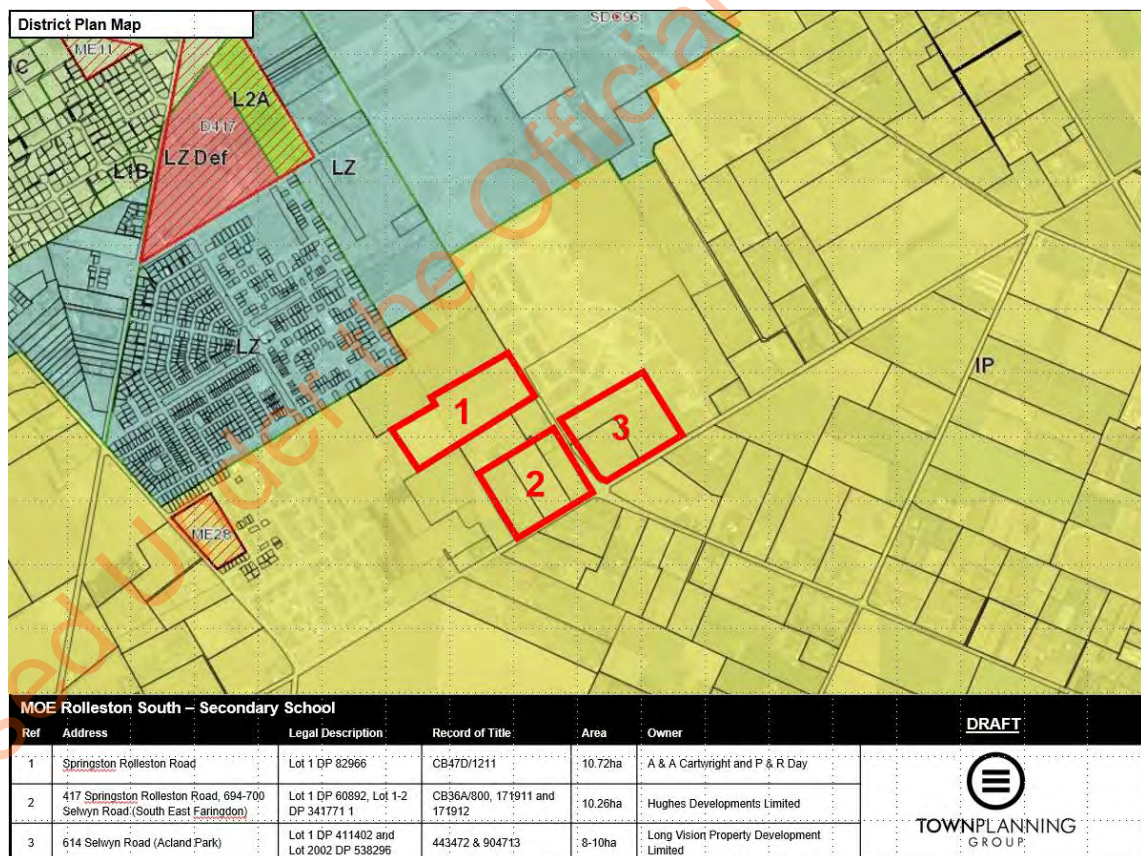 District Plan Map
SDC96
ME11
IC
L2A
D417
LZ Def
LZ
L1B
LZ
IP
1
3
2
ME28
sed Under the Official
MOE Rolleston South – Secondary School
Ref Address Legal Description Record of Title Area Owner
1 Springston Rolleston Road Lot 1 DP 82966 CB47D/1211 10.72ha A & A Cartwright and P & R Day
2 417 Springston Rolleston Road, 694-700 Selwyn Road (South East Faringdon) Lot 1 DP 60892, Lot 1-2 DP 341771 1 CB36A/800, 171911 and 171912 10.26ha Hughes Developments Limited
3 614 Selwyn Road (Acland Park) Lot 1 DP 411402 and Lot 2002 DP 538296 443472 & 904713 8-10ha Long Vision Property Development Limited
DRAFT
TOWNPLANNING
GROUP